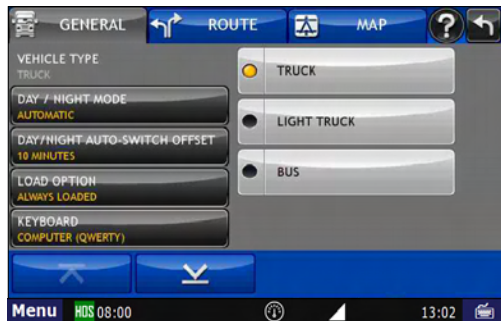 GENERAL
ROUTE
MAP
?
VEHICLE TYPE
TRUCK
DAY / NIGHT MODE
AUTOMATIC
DAY/NIGHT AUTO-SWITCH OFFSET
10 MINUTES
LOAD OPTION
ALWAYS LOADED
KEYBOARD
COMPUTER (QWERTY)
TRUCK
LIGHT TRUCK
BUS
Menu HOS 08:00 13:02